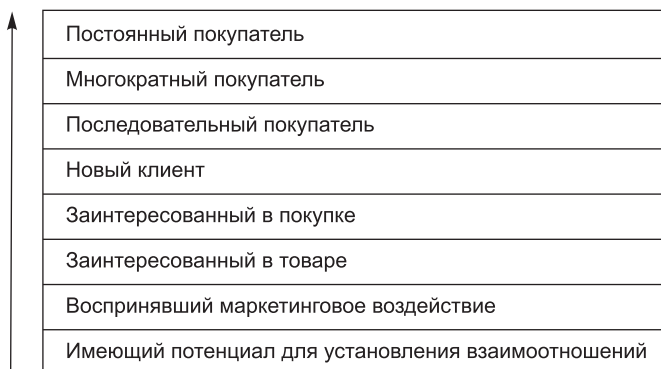 Постоянный покупатель
Многократный покупатель
Последовательный покупатель
Новый клиент
Заинтересованный в покупке
Заинтересованный в товаре
Воспринявший маркетинговое воздействие
Имеющий потенциал для установления взаимоотношений